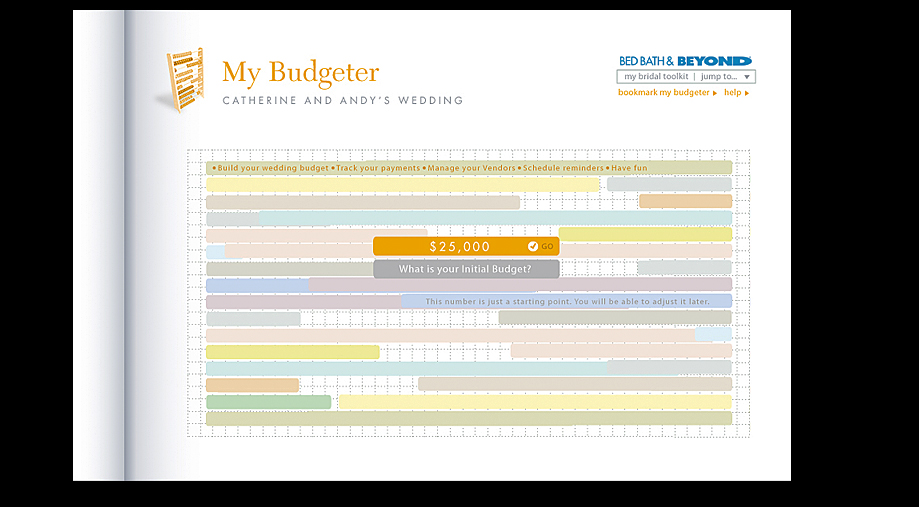 My Budgeter
CATHERINE AND ANDY'S WEDDING
BED BATH & BEYOND
my bridal toolkit | jump to...
bookmark my budgeter help
•Build your wedding budget •Track your payments •Manage your Vendors •Schedule reminders •Have fun
$25,000 GO
What is your Initial Budget?
This number is just a starting point. You will be able to adjust it later.